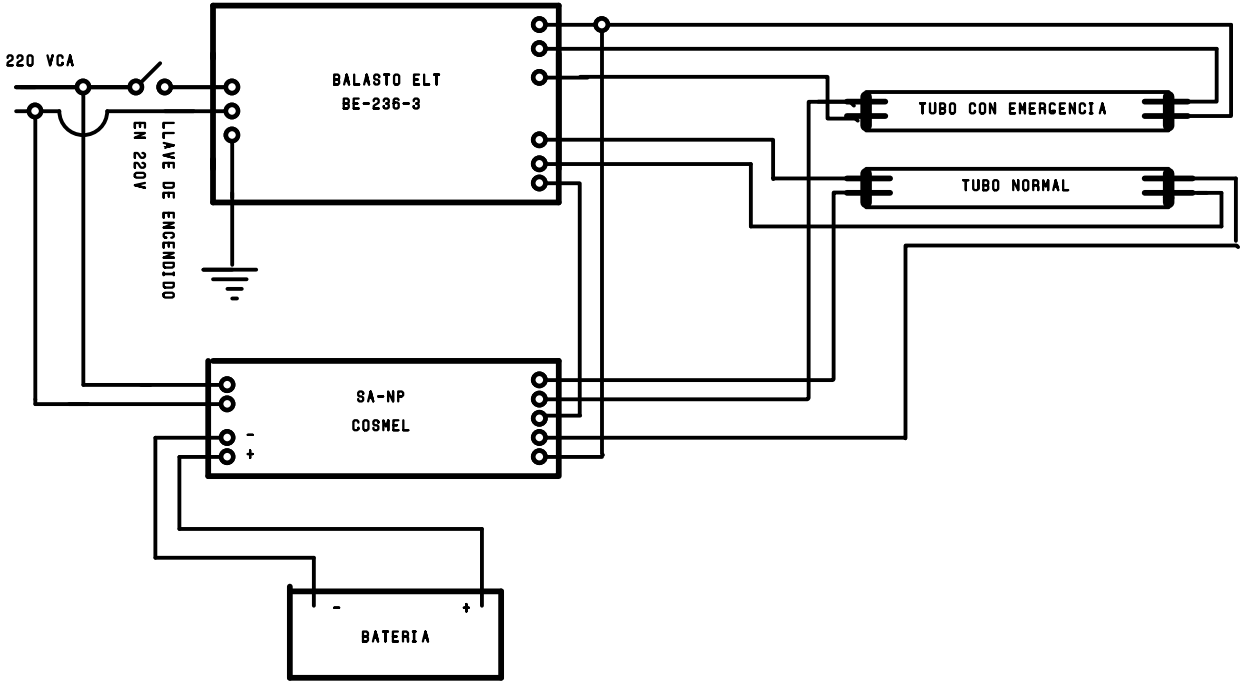 220 VCA
BALASTO ELT
BE-236-3
LLAVE DE ENCENDIDO
EN 220V
TUBO CON EMERGENCIA
TUBO NORMAL
SA-NP
COSMEL
-
+
- +
BATERIA